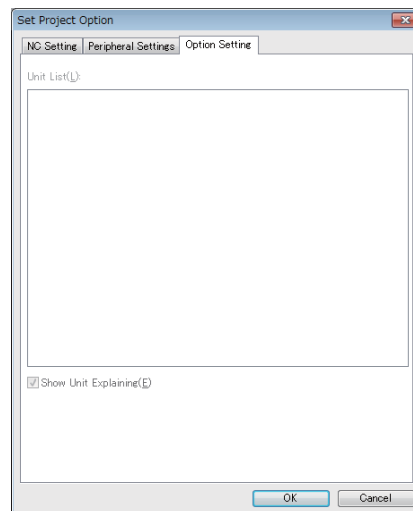 Set Project Option
NC Setting Peripheral Settings Option Setting
Unit List(L):
Show Unit Explaining(E)
OK Cancel